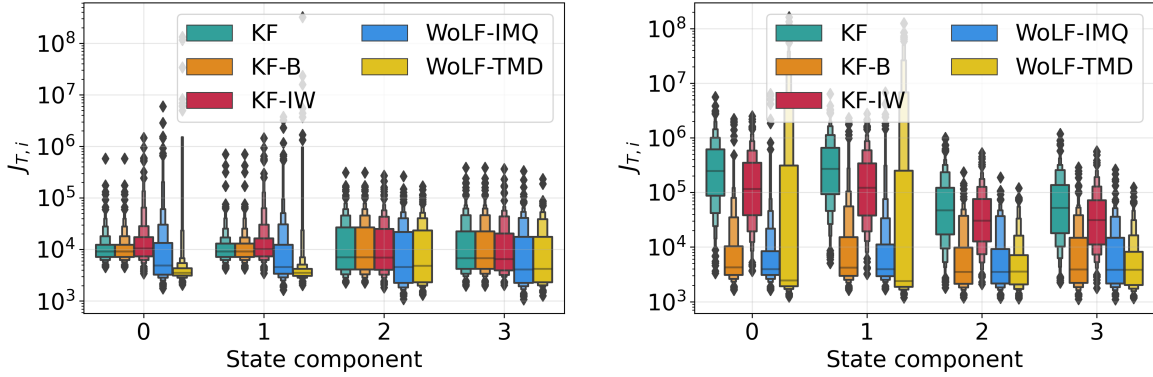 KF
KF-B
KF-IW
WoLF-IMQ
WoLF-TMD
10^8
10^7
10^6
10^5
10^4
10^3
J_{T,i}
0 1 2 3
State component
KF
KF-B
KF-IW
WoLF-IMQ
WoLF-TMD
10^8
10^7
10^6
10^5
10^4
10^3
J_{T,i}
0 1 2 3
State component